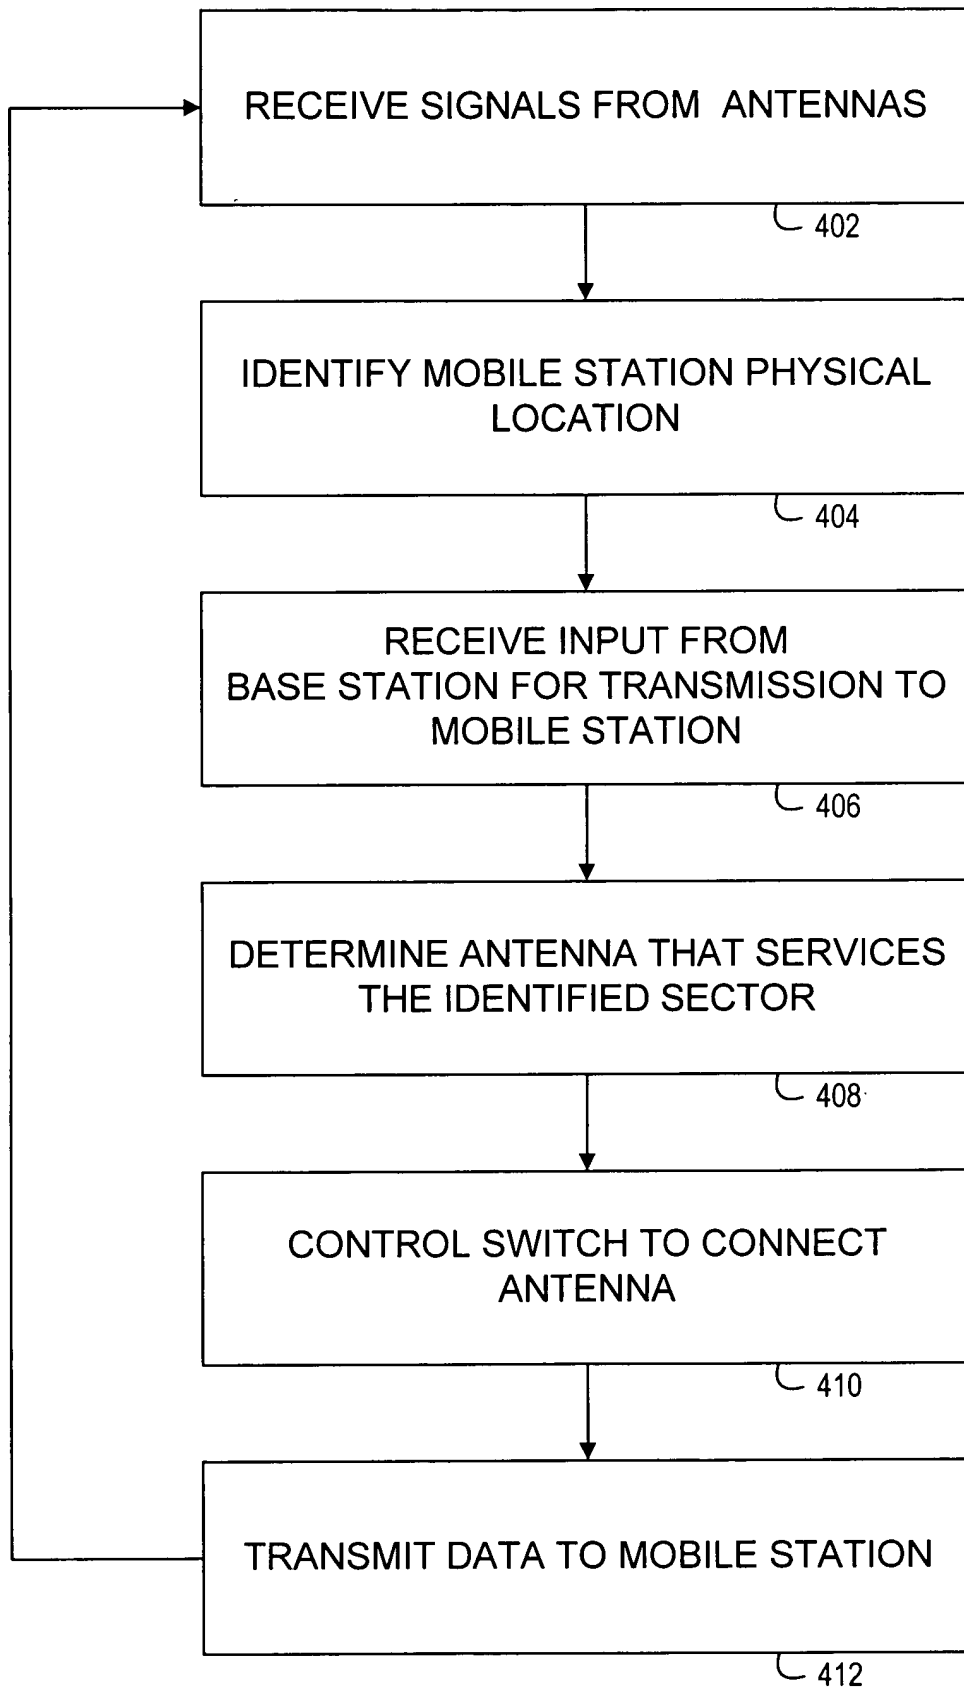 RECEIVE SIGNALS FROM ANTENNAS
402
IDENTIFY MOBILE STATION PHYSICAL
LOCATION
404
RECEIVE INPUT FROM
BASE STATION FOR TRANSMISSION TO
MOBILE STATION
406
DETERMINE ANTENNA THAT SERVICES
THE IDENTIFIED SECTOR
408
CONTROL SWITCH TO CONNECT
ANTENNA
410
TRANSMIT DATA TO MOBILE STATION
412